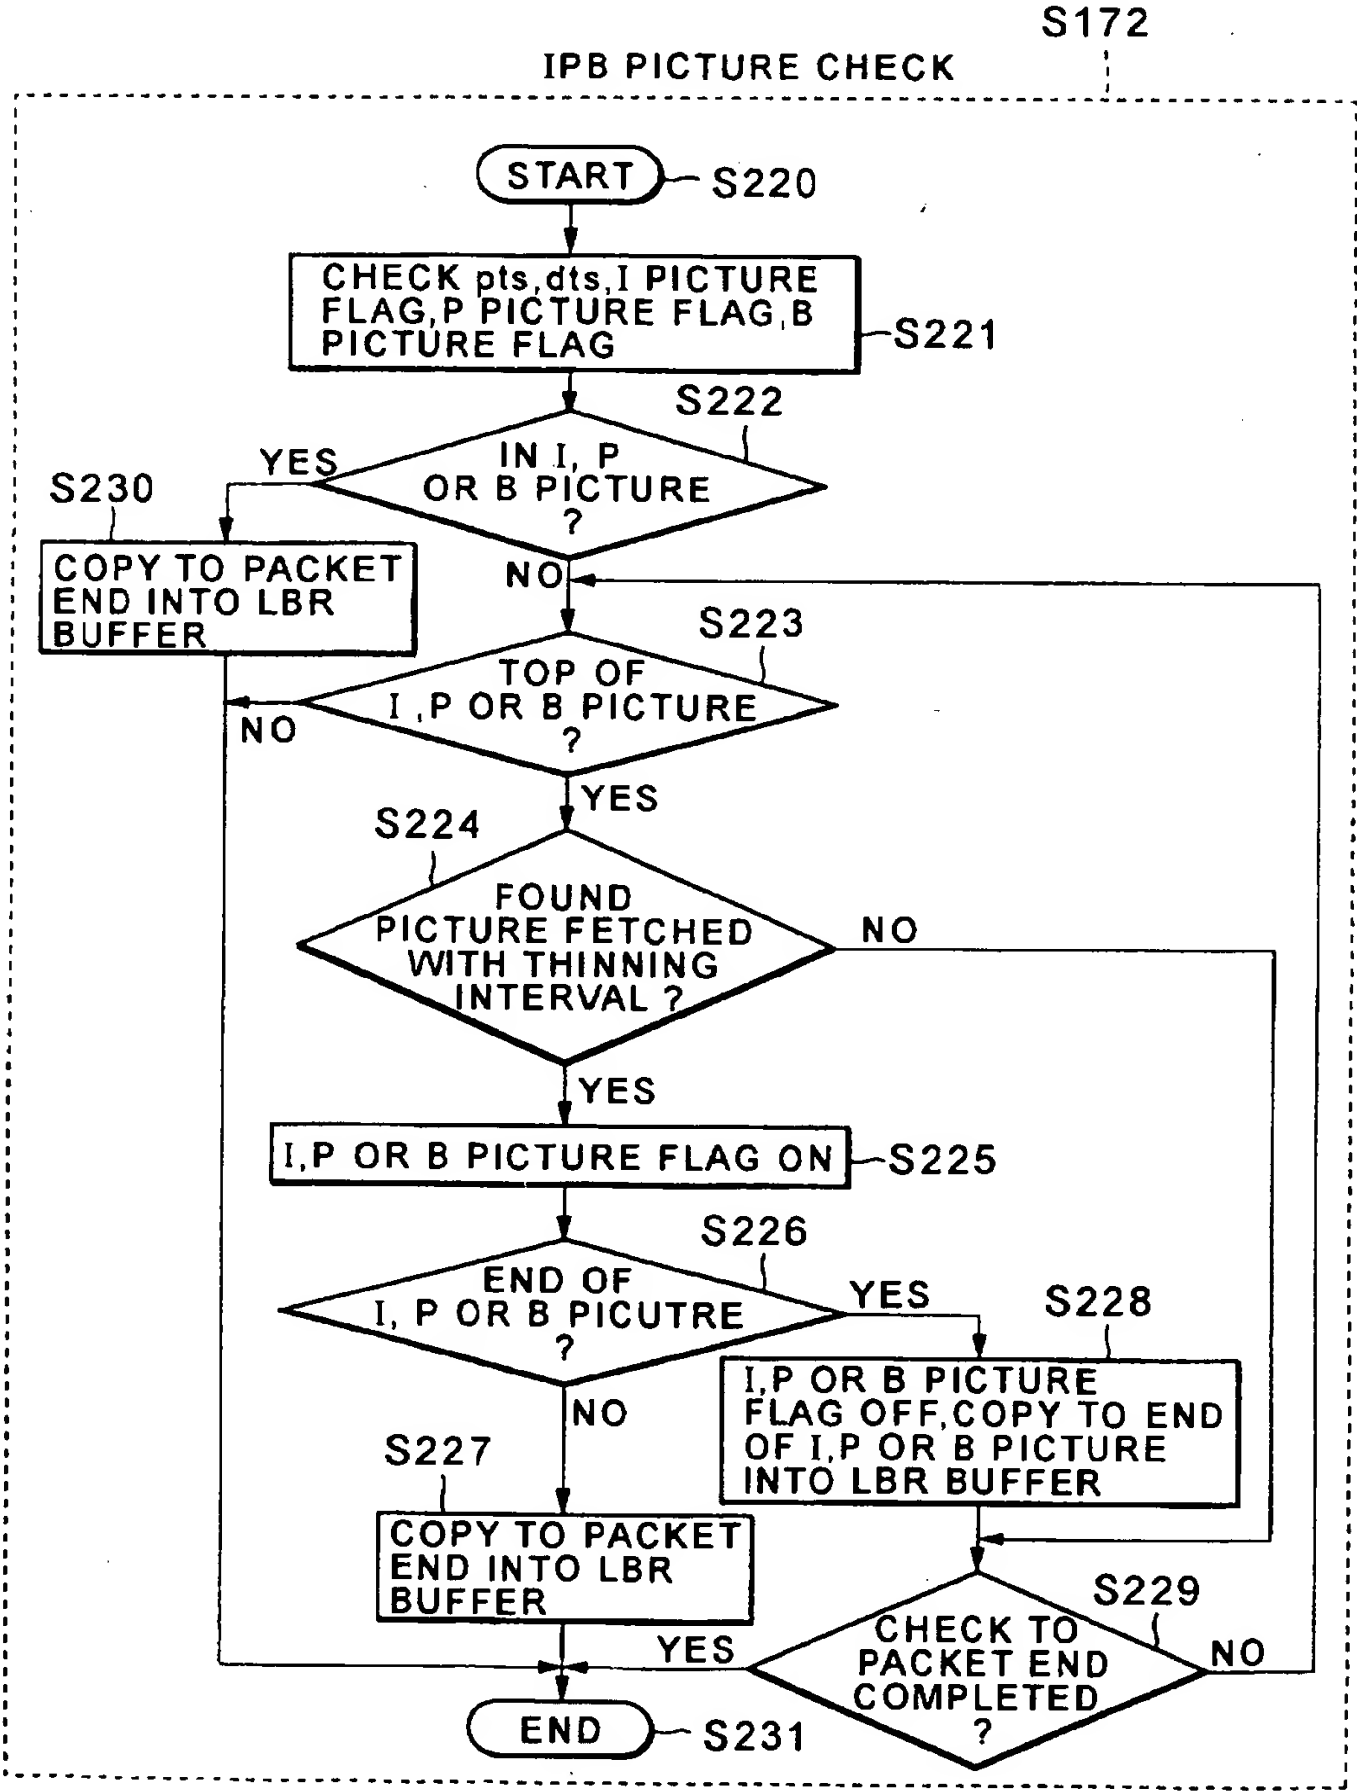 S172
IPB PICTURE CHECK
START
S220
CHECK pts,dts,I PICTURE
FLAG,P PICTURE FLAG,B
PICTURE FLAG
S221
S222
IN I, P
OR B PICTURE
?
YES
S230
COPY TO PACKET
END INTO LBR
BUFFER
NO
S223
TOP OF
I ,P OR B PICTURE
?
NO
YES
S224
FOUND
PICTURE FETCHED
WITH THINNING
INTERVAL ?
NO
YES
I,P OR B PICTURE FLAG ON
S225
S226
END OF
I, P OR B PICUTRE
?
YES
S228
I,P OR B PICTURE
FLAG OFF,COPY TO END
OF I,P OR B PICTURE
INTO LBR BUFFER
NO
S227
COPY TO PACKET
END INTO LBR
BUFFER
S229
CHECK TO
PACKET END
COMPLETED
?
YES
NO
END
S231